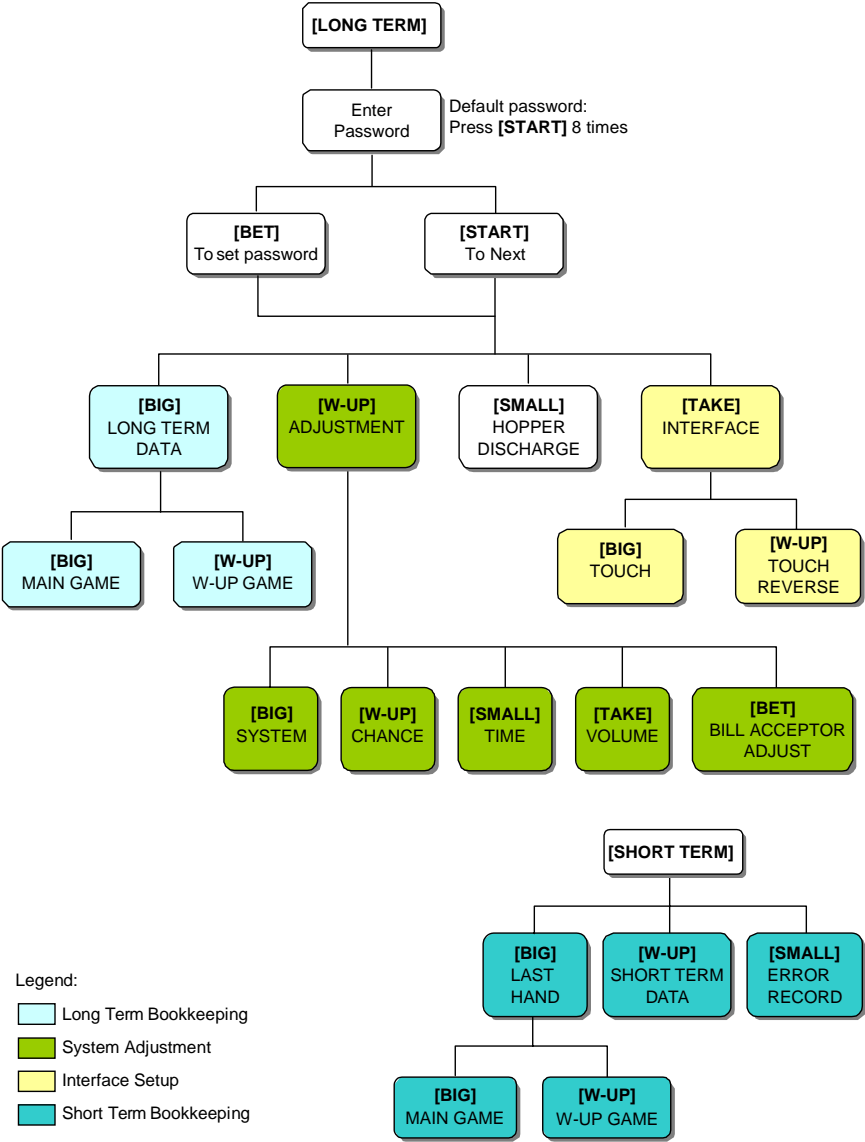 [LONG TERM]
Enter
Password
Default password:
Press [START] 8 times
[BET]
To set password
[START]
To Next
[BIG]
LONG TERM
DATA
[W-UP]
ADJUSTMENT
[SMALL]
HOPPER
DISCHARGE
[TAKE]
INTERFACE
[BIG]
MAIN GAME
[W-UP]
W-UP GAME
[BIG]
TOUCH
[W-UP]
TOUCH
REVERSE
[BIG]
SYSTEM
[W-UP]
CHANCE
[SMALL]
TIME
[TAKE]
VOLUME
[BET]
BILL ACCEPTOR
ADJUST
[SHORT TERM]
[BIG]
LAST
HAND
[W-UP]
SHORT TERM
DATA
[SMALL]
ERROR
RECORD
[BIG]
MAIN GAME
[W-UP]
W-UP GAME
Legend:
Long Term Bookkeeping
System Adjustment
Interface Setup
Short Term Bookkeeping